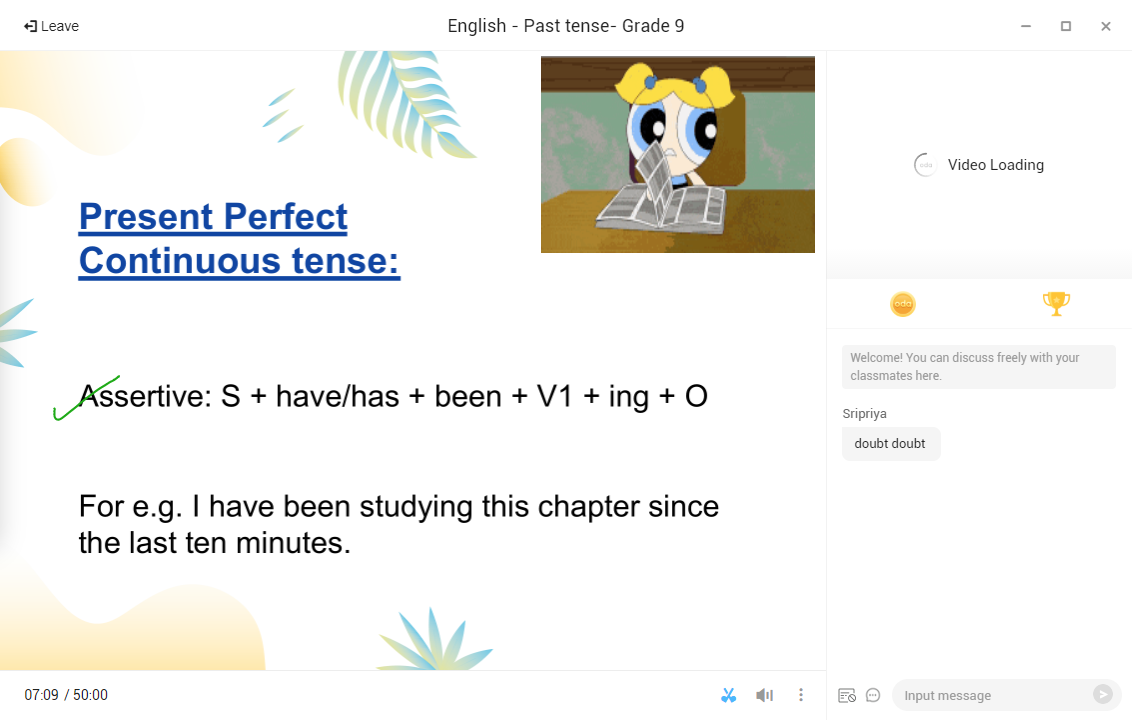 Leave
English - Past tense- Grade 9
Present Perfect
Continuous tense:
Assertive: S + have/has + been + V1 + ing + O
For e.g. I have been studying this chapter since
the last ten minutes.
07:09 / 50:00
oda
Video Loading
oda
Welcome! You can discuss freely with your
classmates here.
Sripriya
doubt doubt
Input message